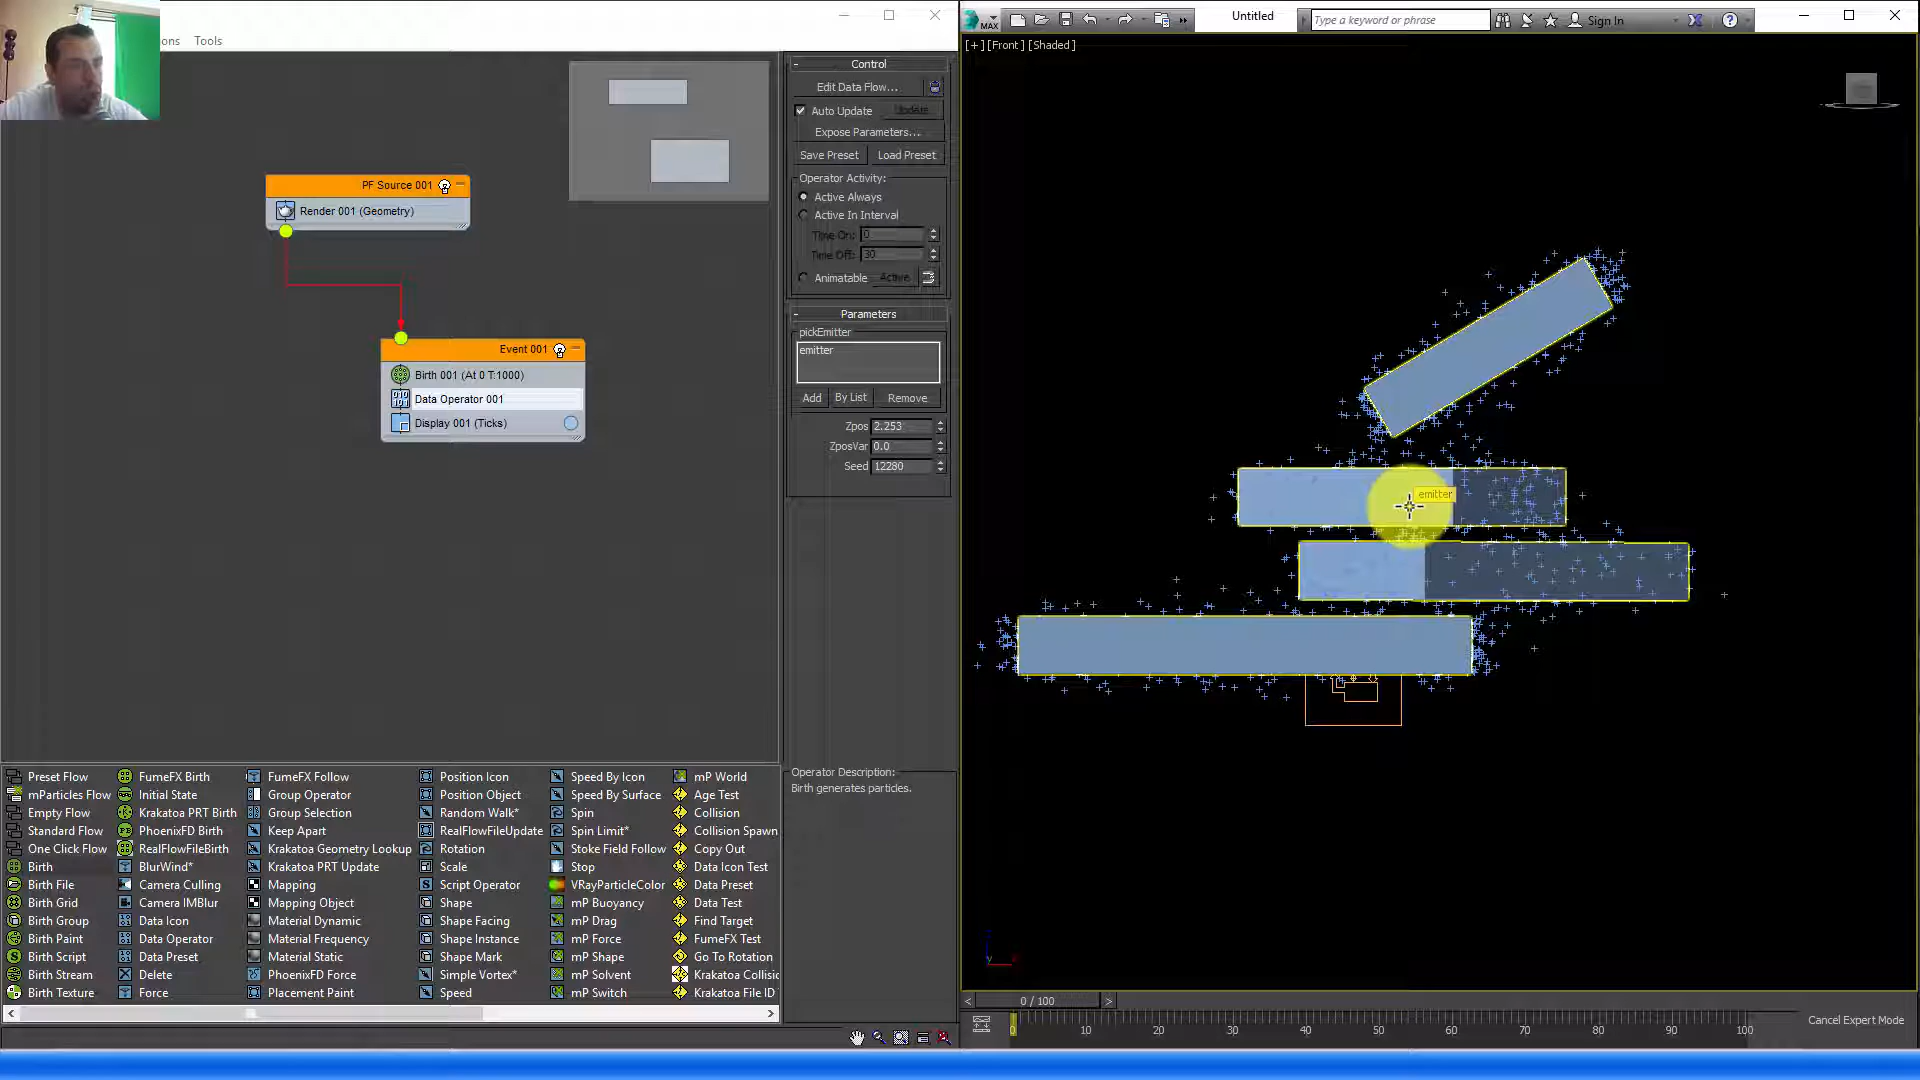 ons Tools
Untitled
Type a keyword or phrase
Sign In
MAX
[+][Front][Shaded]
PF Source 001
Render 001 (Geometry)
Event 001
Birth 001 (At 0 T:1000)
Data Operator 001
Display 001 (Ticks)
Control
Edit Data Flow...
Auto Update Update
Expose Parameters...
Save Preset Load Preset
Operator Activity:
Active Always
Active In Interval
Time On: 0
Time Off: 30
Animatable Active
Parameters
pickEmitter
emitter
Add By List Remove
Zpos 2.253
ZposVar 0.0
Seed 12280
emitter
Operator Description:
Birth generates particles.
Preset Flow FumeFX Birth FumeFX Follow Position Icon Speed By Icon mP World
mParticles Flow Initial State Group Operator Position Object Speed By Surface Age Test
Empty Flow Krakatoa PRT Birth Group Selection Random Walk* Spin Collision
Standard Flow PhoenixFD Birth Keep Apart RealFlowFileUpdate Spin Limit* Collision Spawn
One Click Flow RealFlowFileBirth Krakatoa Geometry Lookup Rotation Stoke Field Follow Copy Out
Birth BlurWind* Krakatoa PRT Update Scale Stop Data Icon Test
Birth File Camera Culling Mapping Script Operator VRayParticleColor Data Preset
Birth Grid Camera IMBlur Mapping Object Shape mP Buoyancy Data Test
Birth Group Data Icon Material Dynamic Shape Facing mP Drag Find Target
Birth Paint Data Operator Material Frequency Shape Instance mP Force FumeFX Test
Birth Script Data Preset Material Static Shape Mark mP Shape Go To Rotation
Birth Stream Delete PhoenixFD Force Simple Vortex* mP Solvent Krakatoa Collisic
Birth Texture Force Placement Paint Speed mP Switch Krakatoa File ID
0 / 100
0 10 20 30 40 50 60 70 80 90 100
Cancel Expert Mode